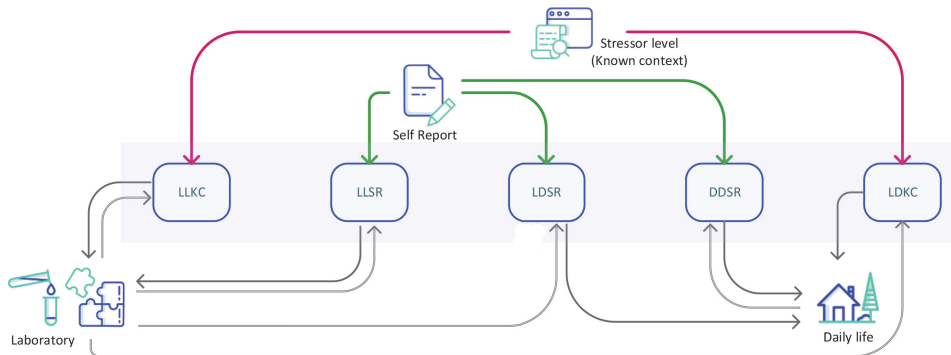 Stressor level
(Known context)
Self Report
LLKC
LLSR
LDSR
DDSR
LDKC
Laboratory
Daily life